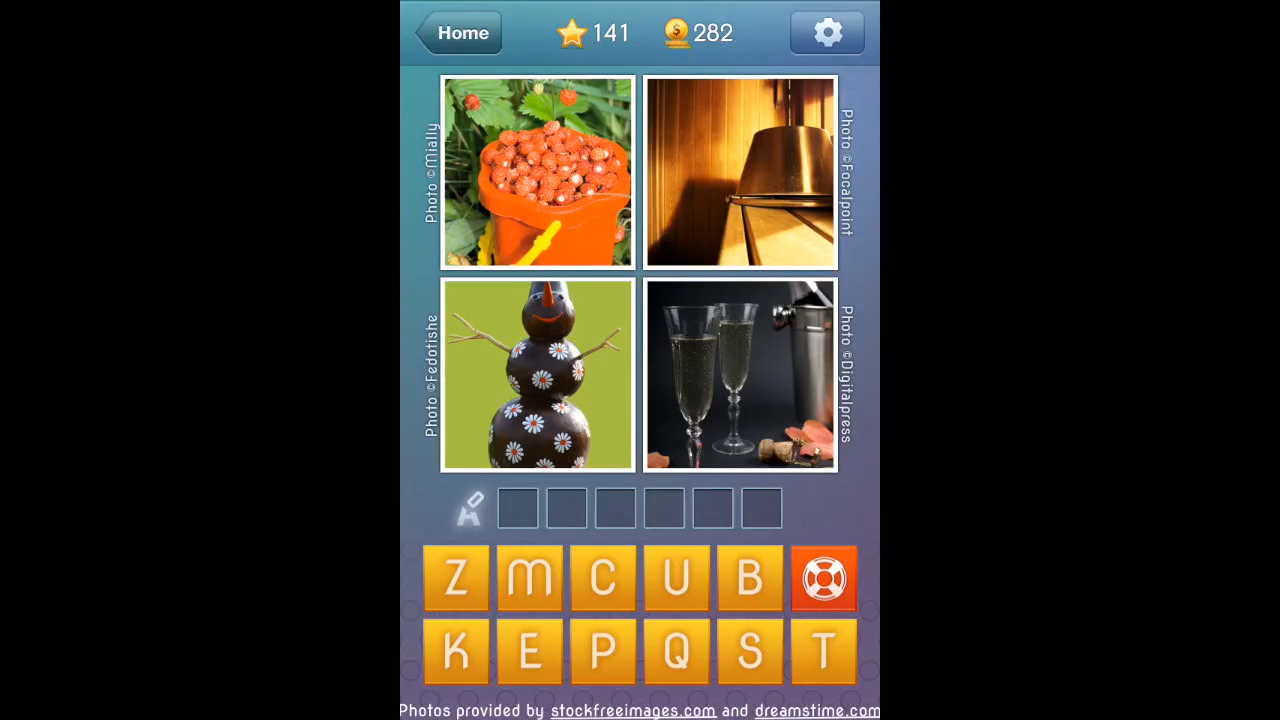 Home 141 282
Photo ©Mially
Photo ©Focalpoint
Photo ©Fedotishe
Photo ©Digitalpress
Z M C U B
K E P Q S T
Photos provided by stockfreeimages.com and dreamstime.com